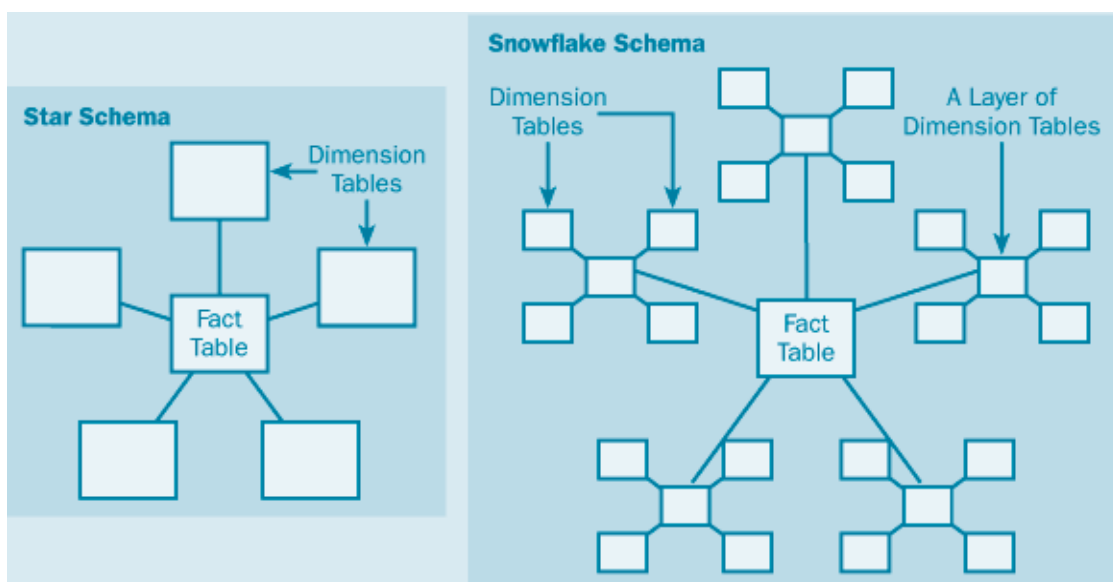 Star Schema
Dimension
Tables
Fact
Table
Snowflake Schema
Dimension
Tables
A Layer of
Dimension Tables
Fact
Table